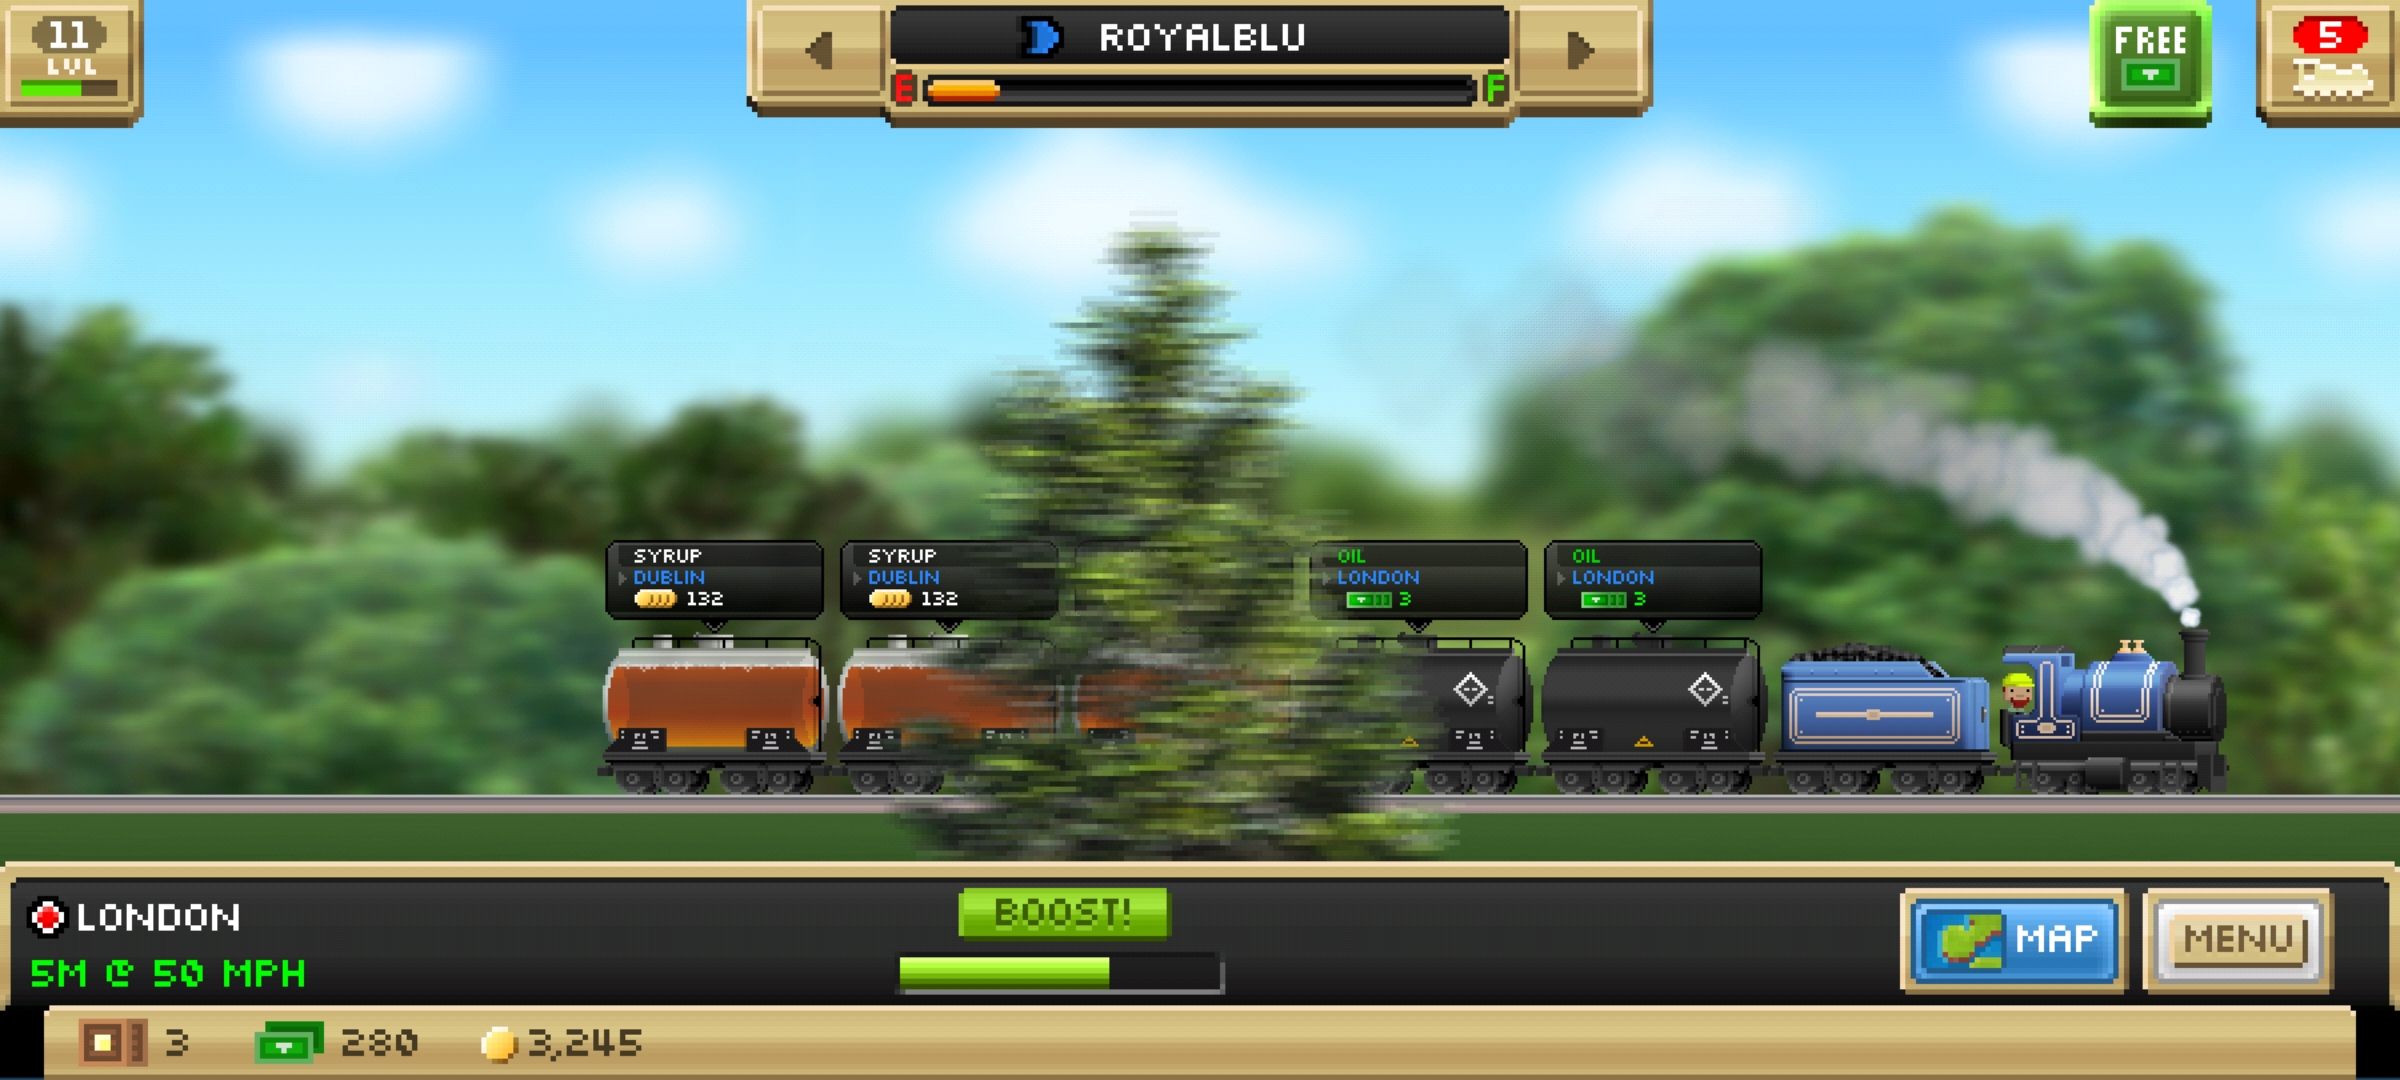 11
LVL
ROYALBLU
E
F
FREE
5
SYRUP
DUBLIN
132
SYRUP
DUBLIN
132
OIL
LONDON
3
OIL
LONDON
3
LONDON
5M @ 50 MPH
BOOST!
MAP
MENU
3
280
3,245